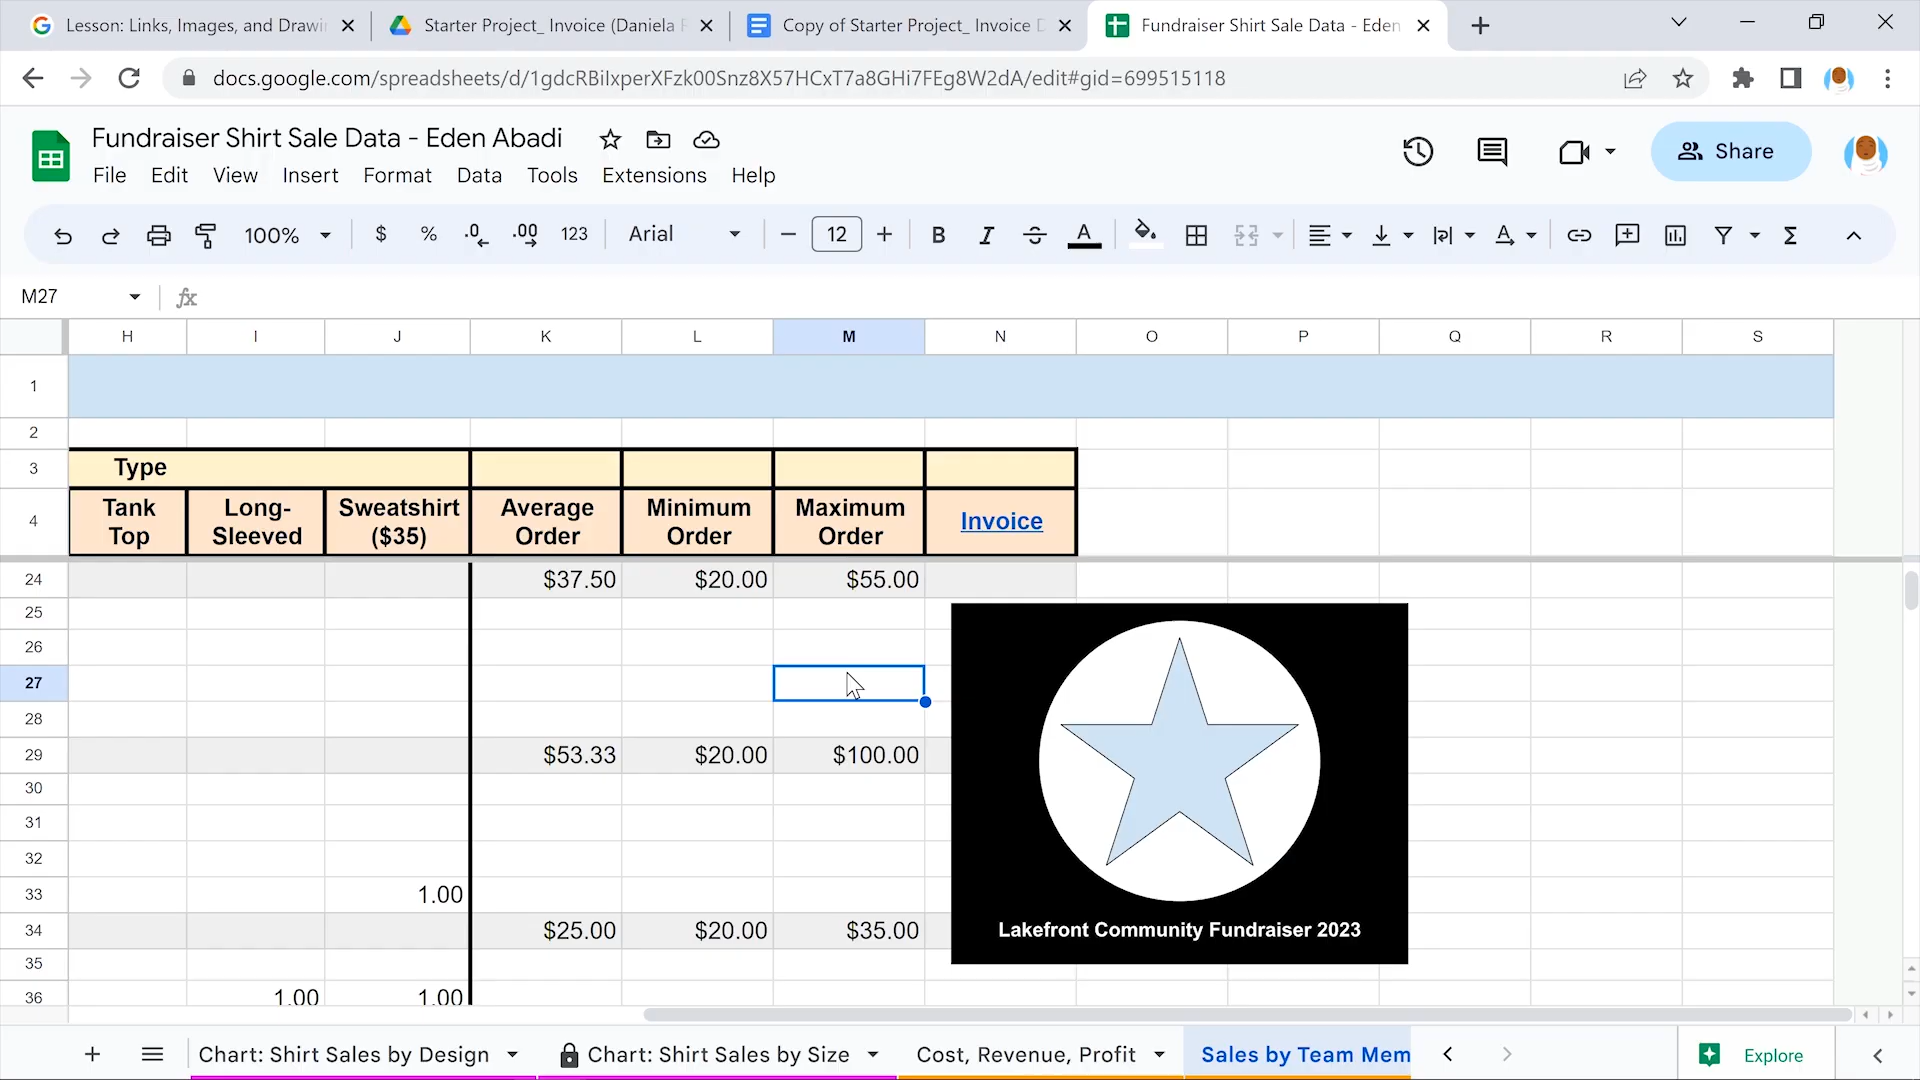 Lesson: Links, Images, and Drawi
Starter Project_ Invoice (Daniela
Copy of Starter Project_ Invoice
Fundraiser Shirt Sale Data - Eden
docs.google.com/spreadsheets/d/1gdcRBiIxperXFzk00Snz8X57HCxT7a8GHi7FEg8W2dA/edit#gid=699515118
Fundraiser Shirt Sale Data - Eden Abadi
File Edit View Insert Format Data Tools Extensions Help
Share
100% $ % .0 .00 123 Arial 12 B I A
M27 fx
H I J K L M N O P Q R S
1
2
3 Type
4 Tank Top Long-Sleeved Sweatshirt ($35) Average Order Minimum Order Maximum Order Invoice
24 $37.50 $20.00 $55.00
25
26
27
28
29 $53.33 $20.00 $100.00
30
31
32
33 1.00
34 $25.00 $20.00 $35.00
35
36 1.00 1.00
Lakefront Community Fundraiser 2023
Chart: Shirt Sales by Design Chart: Shirt Sales by Size Cost, Revenue, Profit Sales by Team Mem Explore